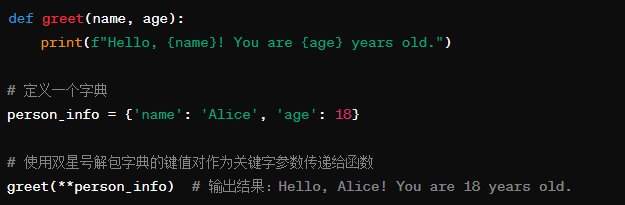 def greet(name, age):
    print(f"Hello, {name}! You are {age} years old.")
# 定义一个字典
person_info = {'name': 'Alice', 'age': 18}
# 使用双星号解包字典的键值对作为关键字参数传递给函数
greet(**person_info)  # 输出结果：Hello, Alice! You are 18 years old.